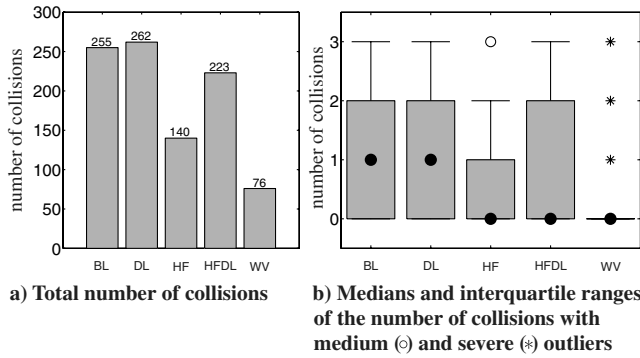 number of collisions
300
250
200
150
100
50
0
255
262
140
223
76
BL DL HF HFDL WV
a) Total number of collisions
number of collisions
3
2
1
0
BL DL HF HFDL WV
b) Medians and interquartile ranges
of the number of collisions with
medium (○) and severe (*) outliers